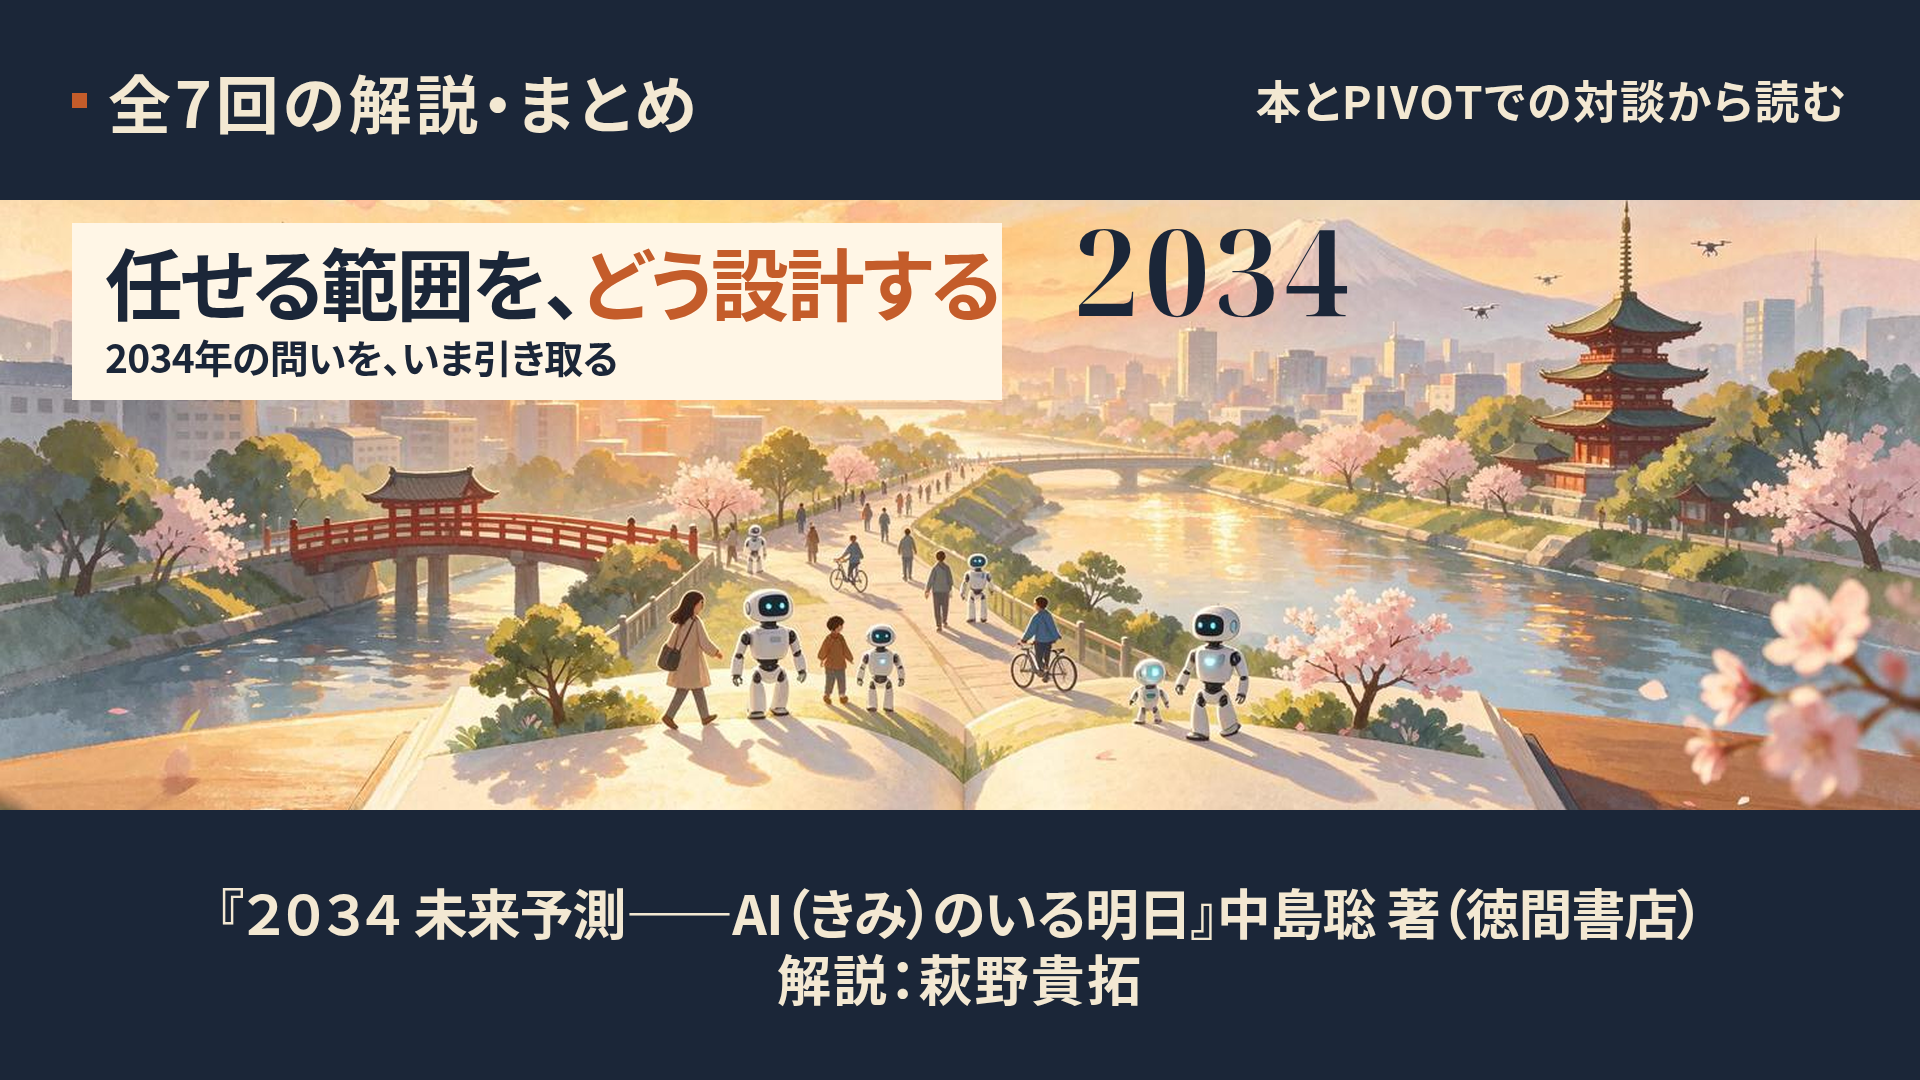 全7回の解説・まとめ
本とPIVOTでの対談から読む
任せる範囲を、どう設計する
2034年の問いを、いま引き取る
2034
『２０３４ 未来予測――AI（きみ）のいる明日』中島聡 著（徳間書店）
解説：萩野貴拓